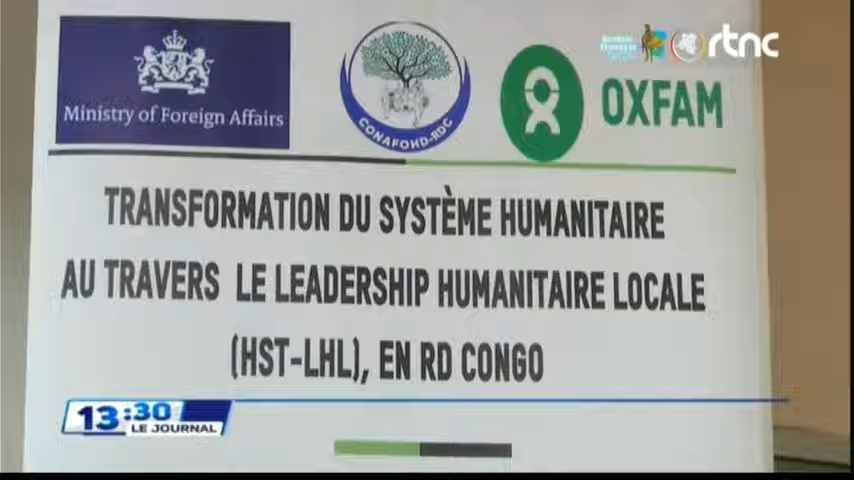 rtnc
Ministry of Foreign Affairs
CONAFOHD-RDC
OXFAM
TRANSFORMATION DU SYSTÈME HUMANITAIRE
AU TRAVERS LE LEADERSHIP HUMANITAIRE LOCALE
(HST-LHL), EN RD CONGO
13:30
LE JOURNAL